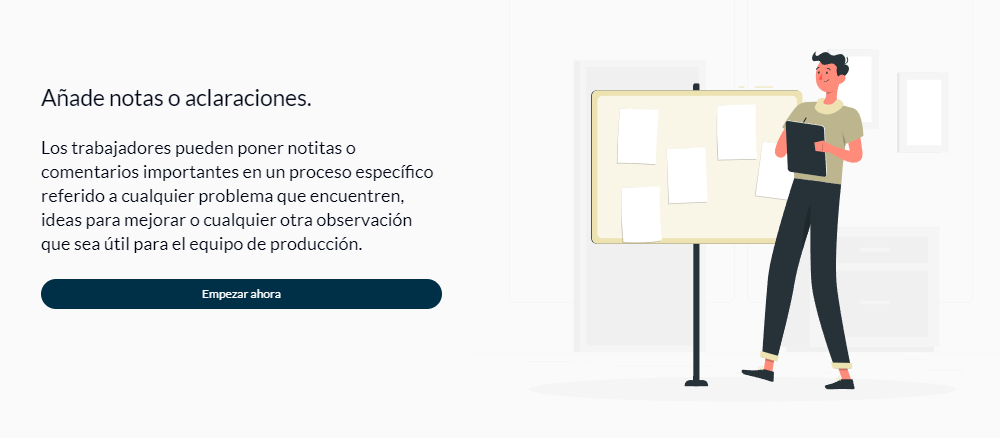 Añade notas o aclaraciones.
Los trabajadores pueden poner notitas o
comentarios importantes en un proceso específico
referido a cualquier problema que encuentren,
ideas para mejorar o cualquier otra observación
que sea útil para el equipo de producción.
Empezar ahora